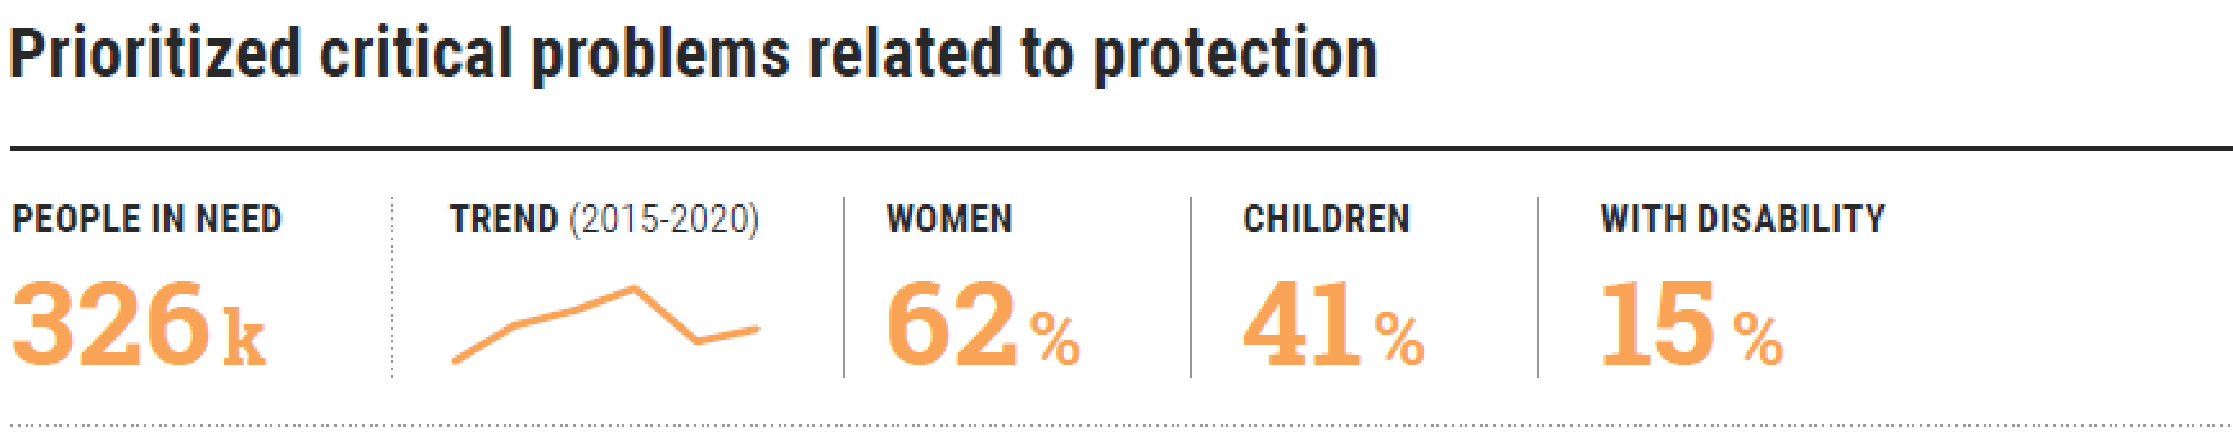 Prioritized critical problems related to protection
PEOPLE IN NEED
326 k
TREND (2015-2020)
WOMEN
62 %
CHILDREN
41 %
WITH DISABILITY
15 %